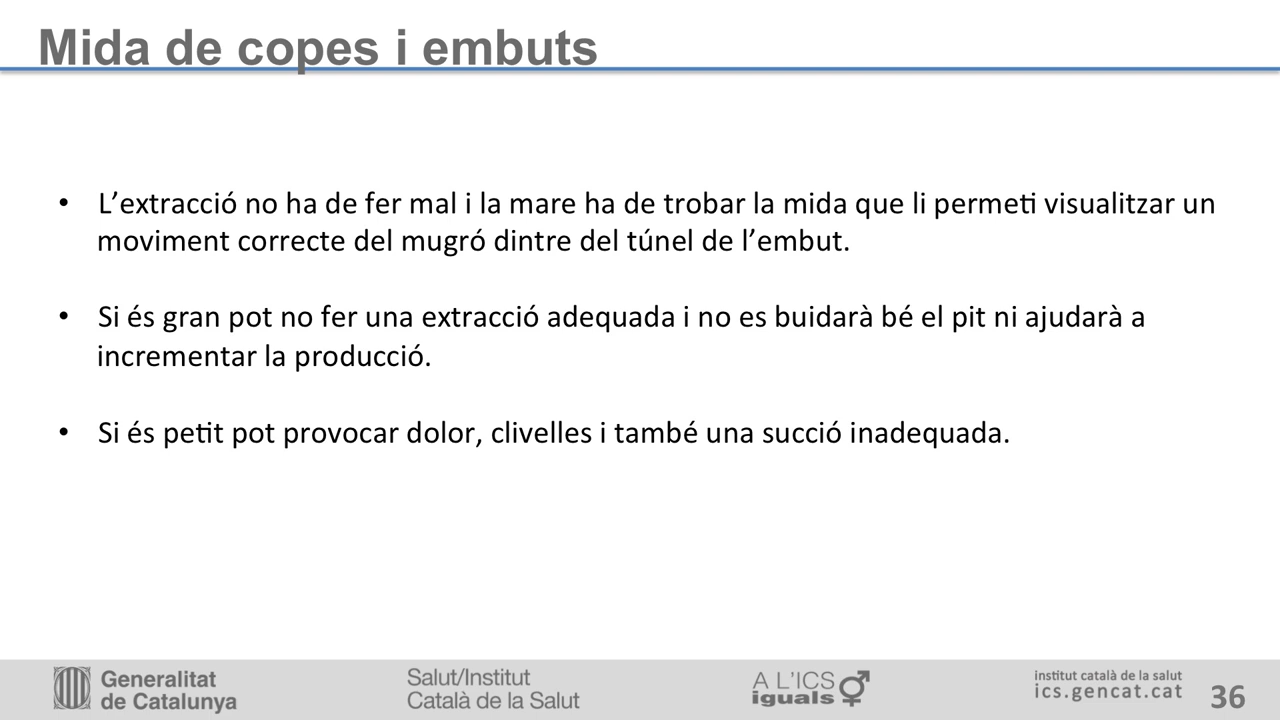 Mida de copes i embuts
• L’extracció no ha de fer mal i la mare ha de trobar la mida que li permeti visualitzar un
moviment correcte del mugró dintre del túnel de l’embut.
• Si és gran pot no fer una extracció adequada i no es buidarà bé el pit ni ajudarà a
incrementar la producció.
• Si és petit pot provocar dolor, clivelles i també una succió inadequada.
Generalitat
de Catalunya
Salut/Institut
Català de la Salut
A L'ICS
iguals
institut català de la salut
ics.gencat.cat
36